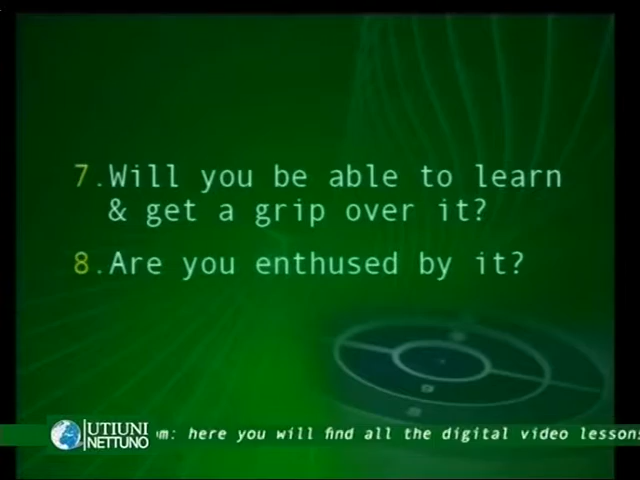 7.Will you be able to learn
& get a grip over it?
8.Are you enthused by it?
UTIUNI
NETTUNO
m: here you will find all the digital video lessons